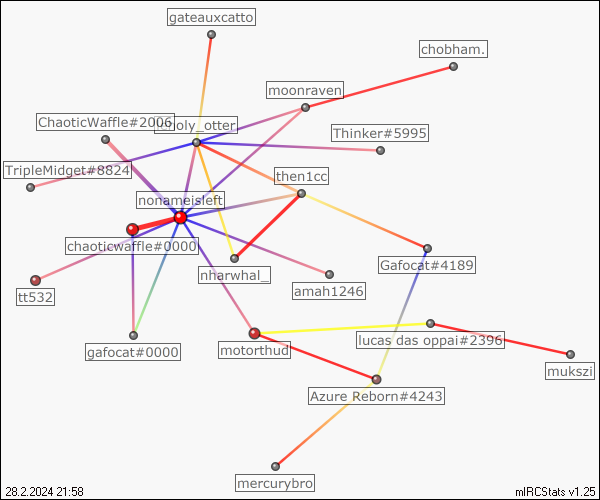 gateauxcatto
chobham.
moonraven
ChaoticWaffle#2006
holy_otter
Thinker#5995
TripleMidget#8824
then1cc
nonameisleft
chaoticwaffle#0000
nharwhal_
Gafocat#4189
tt532
amah1246
gafocat#0000
motorthud
lucas das oppai#2396
mukszi
Azure Reborn#4243
mercurybro
28.2.2024 21:58
mIRCStats v1.25